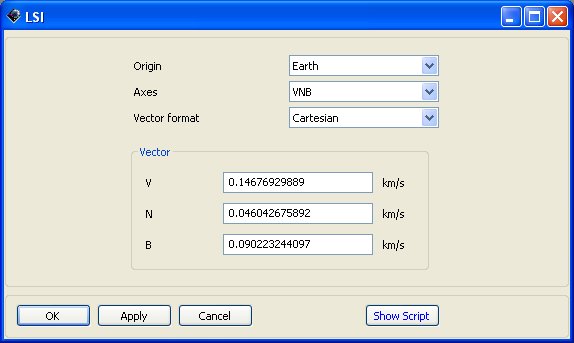 LSI
Origin Earth
Axes VNB
Vector format Cartesian
Vector
V 0.14676929889 km/s
N 0.046042675892 km/s
B 0.090223244097 km/s
OK Apply Cancel Show Script